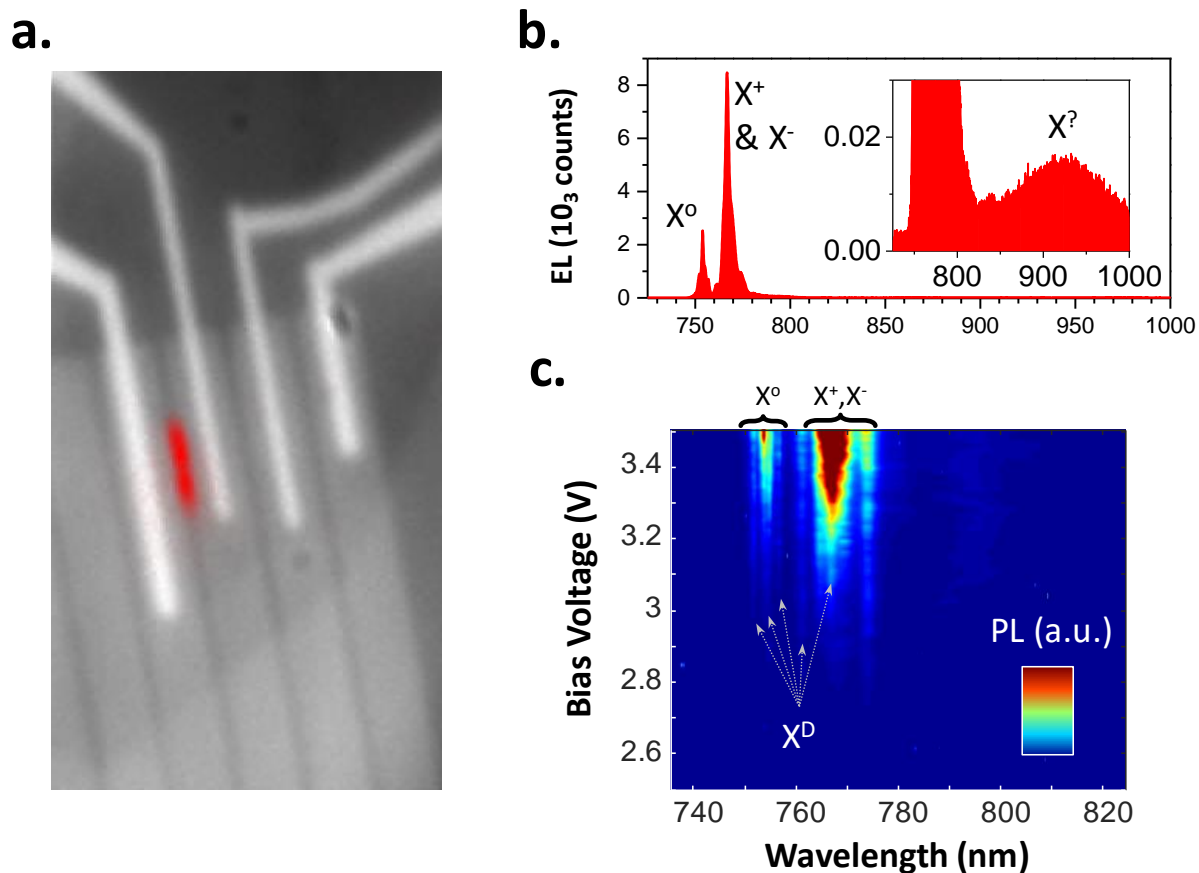 a.
b.
EL (10₃ counts)
8
6
4
2
0
X⁺
& X⁻
X⁰
X?
0.02
0.00
800 900 1000
750 800 850 900 950 1000
c.
X⁰ X⁺,X⁻
Bias Voltage (V)
3.4
3.2
3
2.8
2.6
PL (a.u.)
Xᴰ
740 760 780 800 820
Wavelength (nm)